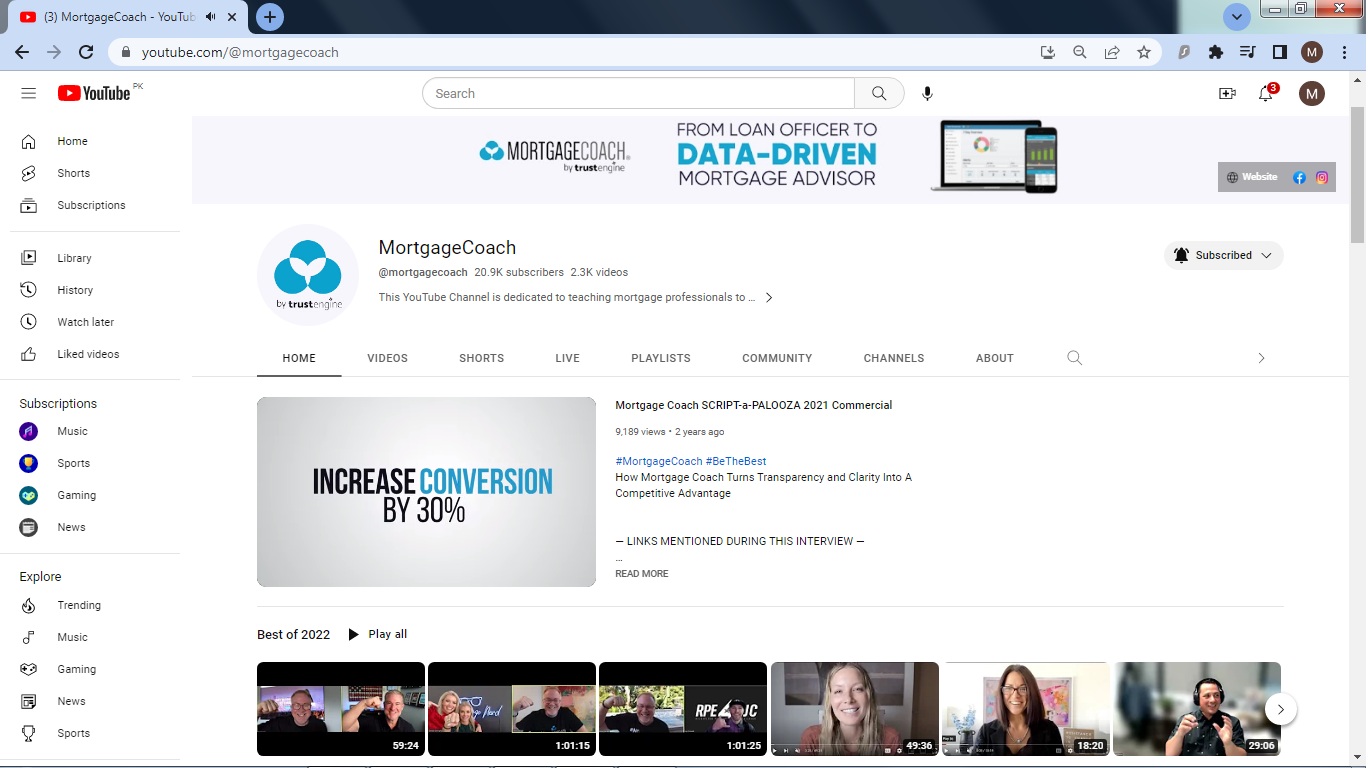 (3) MortgageCoach - YouTub
youtube.com/@mortgagecoach
M
YouTube PK
Search
3
M
Home
Shorts
Subscriptions
Library
History
Watch later
Liked videos
Subscriptions
Music
Sports
Gaming
News
Explore
Trending
Music
Gaming
News
Sports
MORTGAGECOACH
by trustengine
FROM LOAN OFFICER TO
DATA-DRIVEN
MORTGAGE ADVISOR
Website
by trustengine
MortgageCoach
@mortgagecoach 20.9K subscribers 2.3K videos
This YouTube Channel is dedicated to teaching mortgage professionals to ...
Subscribed
HOME VIDEOS SHORTS LIVE PLAYLISTS COMMUNITY CHANNELS ABOUT
INCREASE CONVERSION
BY 30%
Mortgage Coach SCRIPT-a-PALOOZA 2021 Commercial
9,189 views • 2 years ago
#MortgageCoach #BeTheBest
How Mortgage Coach Turns Transparency and Clarity Into A
Competitive Advantage
— LINKS MENTIONED DURING THIS INTERVIEW —
...
READ MORE
Best of 2022 Play all
RPE
JC
59:24
1:01:15
1:01:25
49:36
18:20
29:06